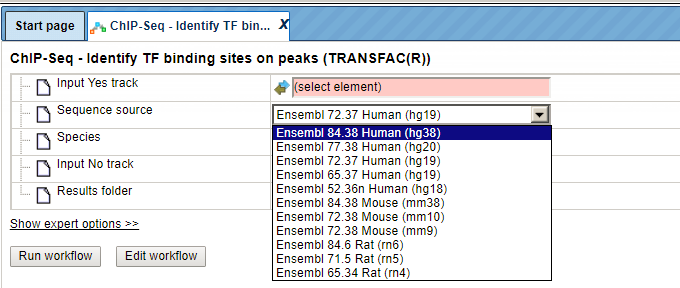 Start page
ChIP-Seq - Identify TF bin... X
ChIP-Seq - Identify TF binding sites on peaks (TRANSFAC(R))
Input Yes track
(select element)
Sequence source
Ensembl 72.37 Human (hg19)
Species
Input No track
Results folder
Ensembl 84.38 Human (hg38)
Ensembl 77.38 Human (hg20)
Ensembl 72.37 Human (hg19)
Ensembl 65.37 Human (hg19)
Ensembl 52.36n Human (hg18)
Ensembl 84.38 Mouse (mm38)
Ensembl 72.38 Mouse (mm10)
Ensembl 72.38 Mouse (mm9)
Ensembl 84.6 Rat (rn6)
Ensembl 71.5 Rat (rn5)
Ensembl 65.34 Rat (rn4)
Show expert options >>
Run workflow
Edit workflow